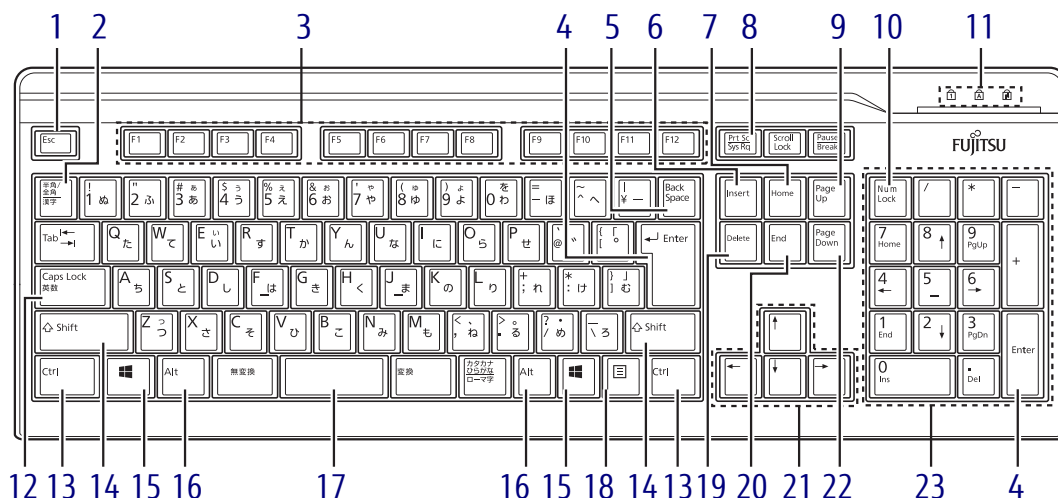 1 2 3 4 5 6 7 8 9 10 11
1 A
FUJITSU
Esc F1 F2 F3 F4 F5 F6 F7 F8 F9 F10 F11 F12 Prt Sc Sys Rq Scroll Lock Pause Break
半角/全角 漢字 ! 1 ぬ " 2 ふ # ぁ 3 あ $ ぅ 4 う % ぇ 5 え & ぉ 6 お ' ゃ 7 や ( ゅ 8 ゆ ) ょ 9 よ を 0 わ = - ほ ~ ^ へ | ¥ ー Back Space Insert Home Page Up Num Lock / * -
Tab Q た W て E ぃ い R す T か Y ん U な I に O ら P せ ` @ ゛ { 「 [ ゜ ↵ Enter Delete End Page Down 7 Home 8 ↑ 9 PgUp +
Caps Lock 英数 A ち S と D し F は G き H く J ま K の L り + ; れ * : け } 」 ] む 4 ← 5 6 →
⇧ Shift Z っ つ X さ C そ V ひ B こ N み M も < 、 , ね > 。 . る ? ・ / め _ \ ろ ⇧ Shift ↑ 1 End 2 ↓ 3 PgDn Enter
Ctrl Alt 無変換 変換 カタカナ ひらがな ローマ字 Alt Ctrl ← ↓ → 0 Ins . Del
12 13 14 15 16 17 16 15 18 14 13 19 20 21 22 23 4